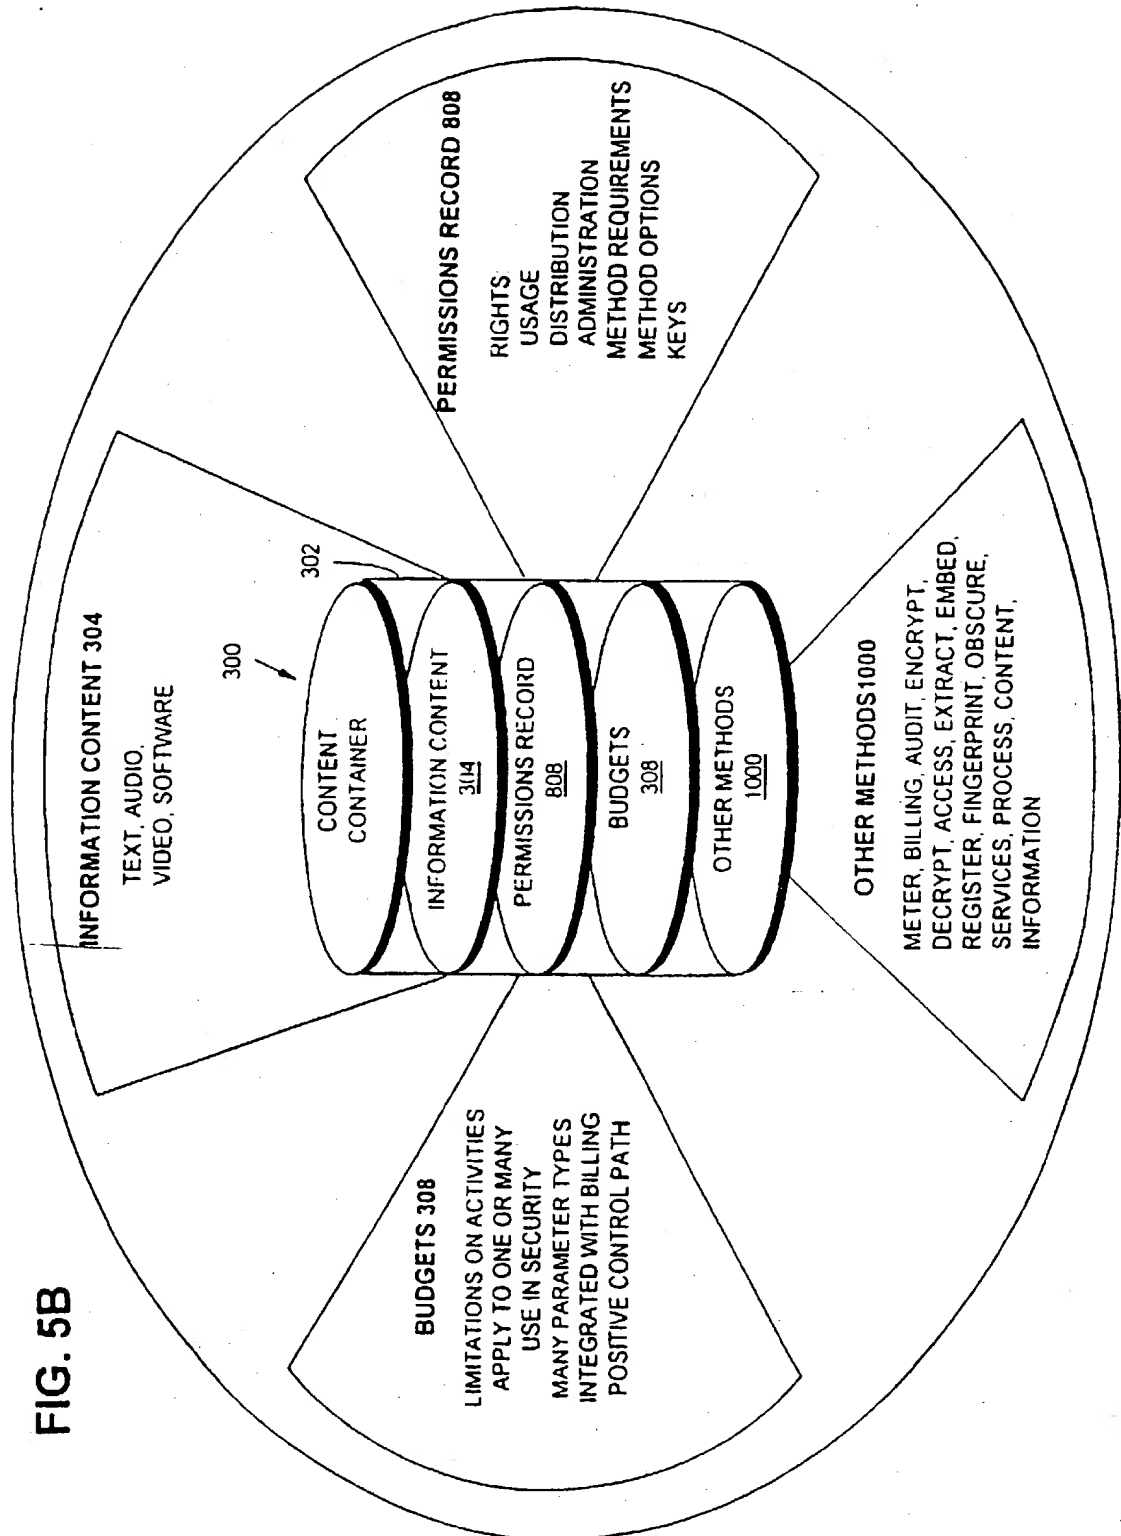 FIG. 5B
INFORMATION CONTENT 304
TEXT, AUDIO,
VIDEO, SOFTWARE
300
302
CONTENT
CONTAINER
INFORMATION CONTENT
304
PERMISSIONS RECORD
808
BUDGETS
308
OTHER METHODS
1000
BUDGETS 308
LIMITATIONS ON ACTIVITIES
APPLY TO ONE OR MANY
USE IN SECURITY
MANY PARAMETER TYPES
INTEGRATED WITH BILLING
POSITIVE CONTROL PATH
PERMISSIONS RECORD 808
RIGHTS:
USAGE
DISTRIBUTION
ADMINISTRATION
METHOD REQUIREMENTS
METHOD OPTIONS
KEYS
OTHER METHODS1000
METER, BILLING, AUDIT, ENCRYPT,
DECRYPT, ACCESS, EXTRACT, EMBED,
REGISTER, FINGERPRINT, OBSCURE,
SERVICES, PROCESS, CONTENT,
INFORMATION